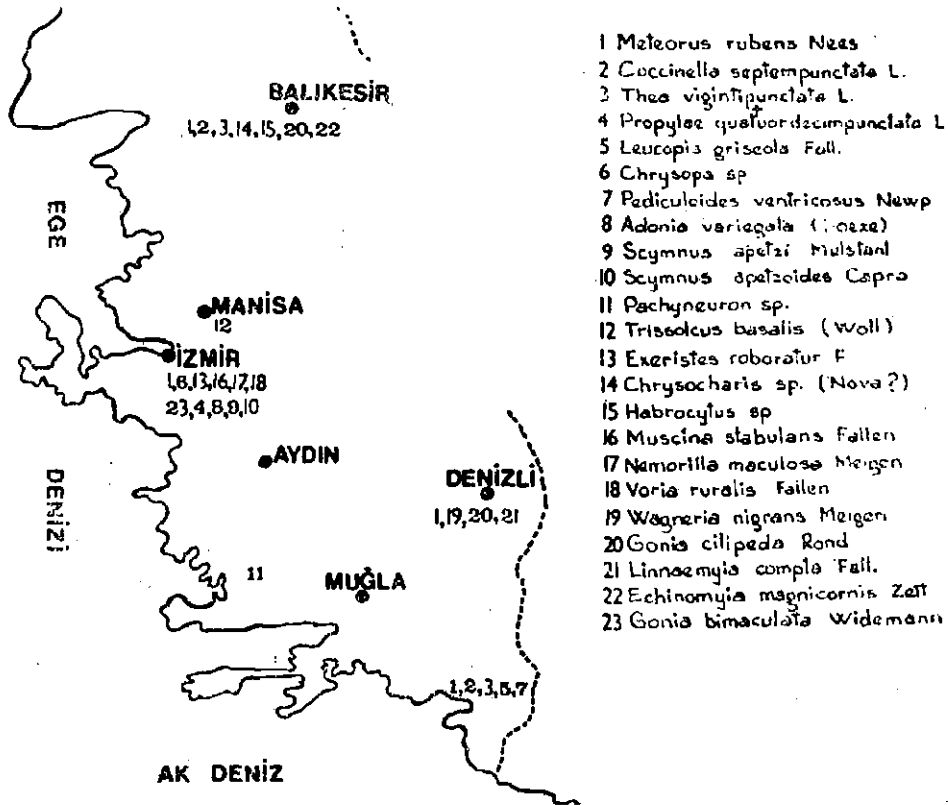 BALIKESİR
1,2,3,14,15,20,22
EGE
MANİSA
12
İZMİR
1,6,13,16,17,18
23,4,8,9,10
AYDIN
DENİZİ
DENİZLİ
1,19,20,21
11
MUĞLA
1,2,3,5,7
AK DENİZ
1 Meteorus rubens Nees
2 Coccinella septempunctata L.
3 Thea vigintipunctata L.
4 Propylae quatuordecimpunctata L
5 Leucopis griseola Fall.
6 Chrysopa sp
7 Pediculoides ventricosus Newp
8 Adonia variegata
9 Scymnus apetzi Mulstant
10 Scymnus apetzoides Capra
11 Pachyneuron sp.
12 Trissolcus basalis (Woll)
13 Exeristes roboratur F
14 Chrysocharis sp. (Nova?)
15 Habrocytus sp
16 Muscina stabulans Fallen
17 Nemorilla maculosa Meigen
18 Voria ruralis Fallen
19 Wagneria nigrans Meigen
20 Gonia cilipeda Rond
21 Linnaemyia compta Fall.
22 Echinomyia magnicornis Zett
23 Gonia bimaculata Widemann